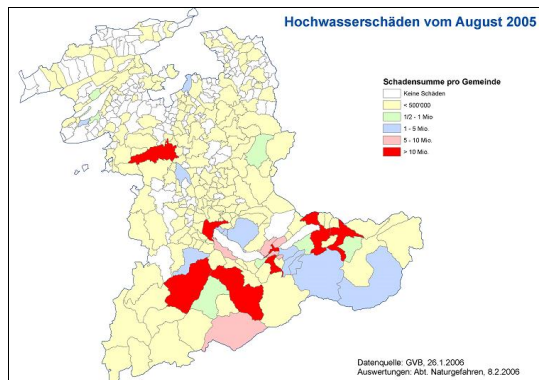 Hochwasserschäden vom August 2005
Schadensumme pro Gemeinde
Keine Schäden
< 500'000
1/2 - 1 Mio
1 - 5 Mio.
5 - 10 Mio.
> 10 Mio.
Datenquelle: GVB, 26.1.2006
Auswertungen: Abt. Naturgefahren, 8.2.2006